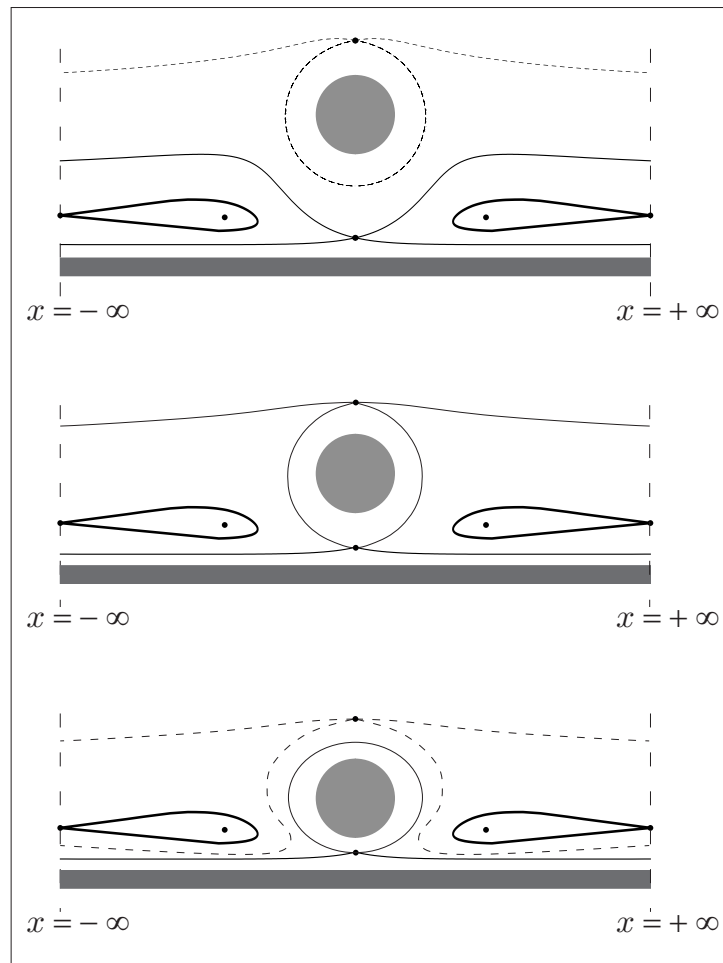 x = − ∞ x = + ∞
x = − ∞ x = + ∞
x = − ∞ x = + ∞